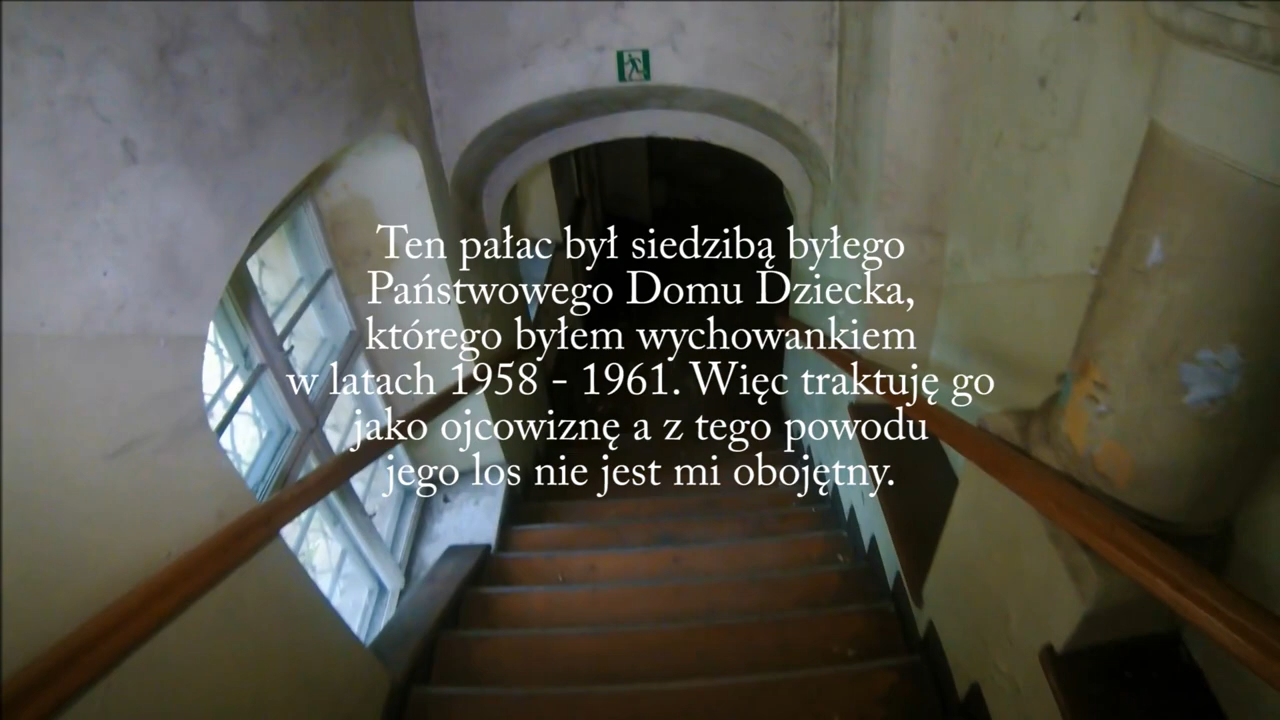 Ten pałac był siedzibą byłego
Państwowego Domu Dziecka,
którego byłem wychowankiem
w latach 1958 - 1961. Więc traktuję go
jako ojcowiznę a z tego powodu
jego los nie jest mi obojętny.